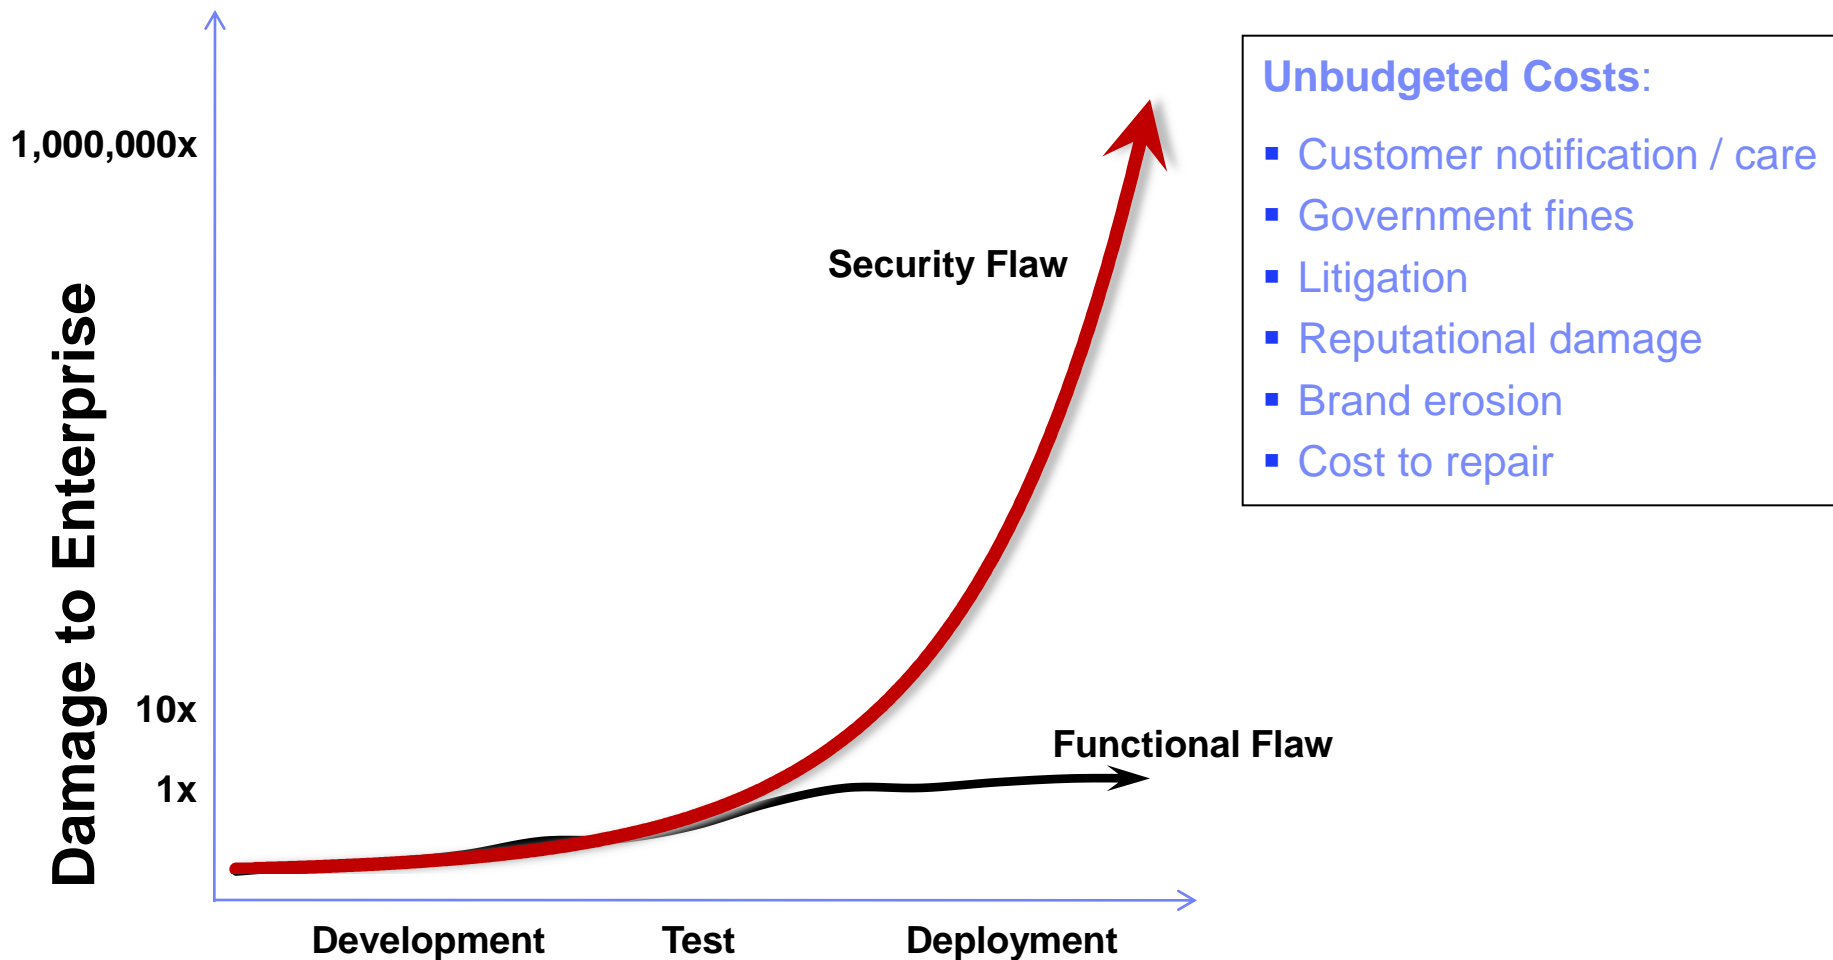 Damage to Enterprise
1,000,000x
10x
1x
Security Flaw
Functional Flaw
Development
Test
Deployment
Unbudgeted Costs:
▪ Customer notification / care
▪ Government fines
▪ Litigation
▪ Reputational damage
▪ Brand erosion
▪ Cost to repair